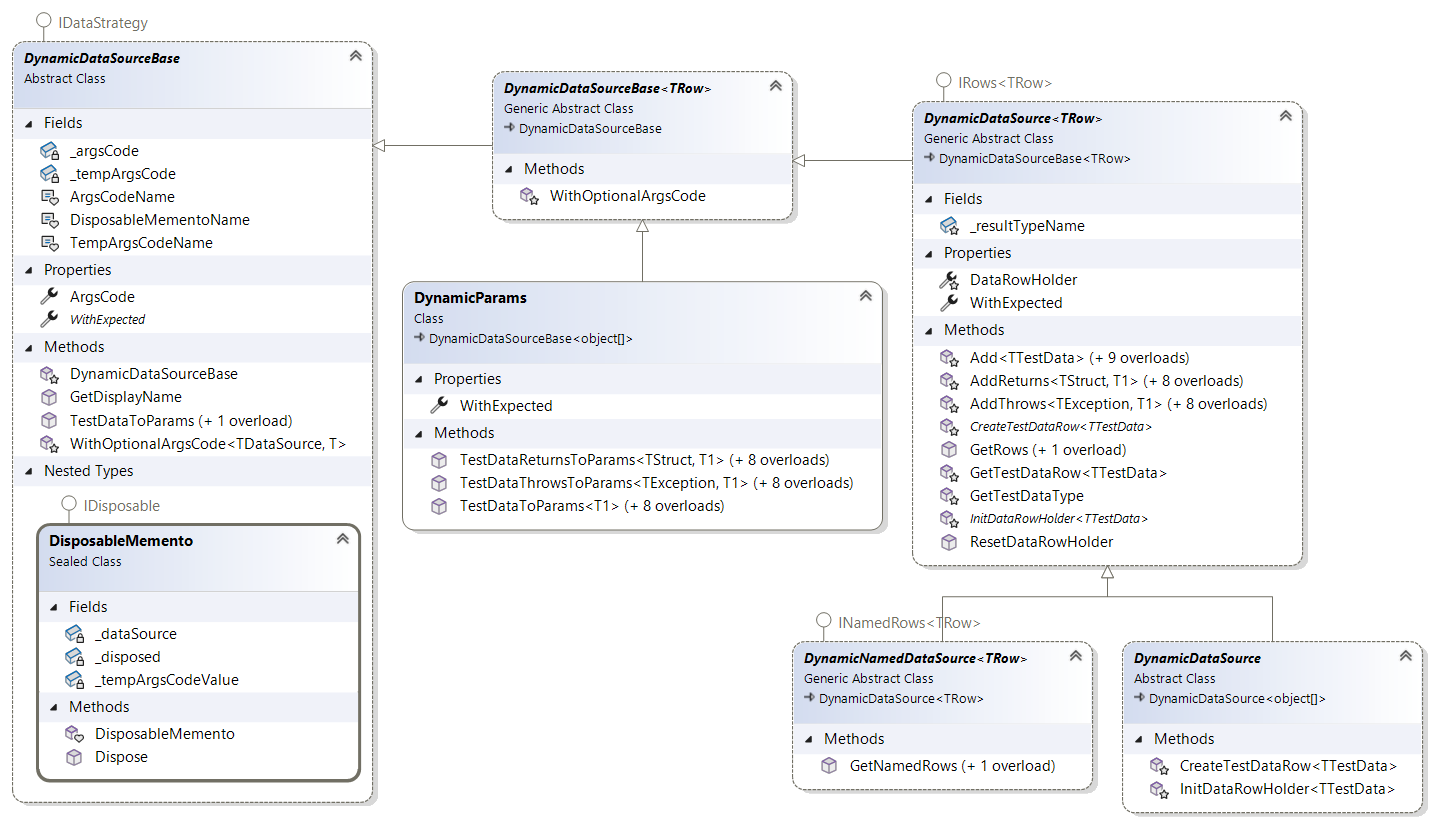 IDataStrategy
DynamicDataSourceBase
Abstract Class
Fields
_argsCode
_tempArgsCode
ArgsCodeName
DisposableMementoName
TempArgsCodeName
Properties
ArgsCode
WithExpected
Methods
DynamicDataSourceBase
GetDisplayName
TestDataToParams (+ 1 overload)
WithOptionalArgsCode<TDataSource, T>
Nested Types
IDisposable
DisposableMemento
Sealed Class
Fields
_dataSource
_disposed
_tempArgsCodeValue
Methods
DisposableMemento
Dispose
DynamicDataSourceBase<TRow>
Generic Abstract Class
DynamicDataSourceBase
Methods
WithOptionalArgsCode
DynamicParams
Class
DynamicDataSourceBase<object[]>
Properties
WithExpected
Methods
TestDataReturnsToParams<TStruct, T1> (+ 8 overloads)
TestDataThrowsToParams<TException, T1> (+ 8 overloads)
TestDataToParams<T1> (+ 8 overloads)
IRows<TRow>
DynamicDataSource<TRow>
Generic Abstract Class
DynamicDataSourceBase<TRow>
Fields
_resultTypeName
Properties
DataRowHolder
WithExpected
Methods
Add<TTestData> (+ 9 overloads)
AddReturns<TStruct, T1> (+ 8 overloads)
AddThrows<TException, T1> (+ 8 overloads)
CreateTestDataRow<TTestData>
GetRows (+ 1 overload)
GetTestDataRow<TTestData>
GetTestDataType
InitDataRowHolder<TTestData>
ResetDataRowHolder
INamedRows<TRow>
DynamicNamedDataSource<TRow>
Generic Abstract Class
DynamicDataSource<TRow>
Methods
GetNamedRows (+ 1 overload)
DynamicDataSource
Abstract Class
DynamicDataSource<object[]>
Methods
CreateTestDataRow<TTestData>
InitDataRowHolder<TTestData>